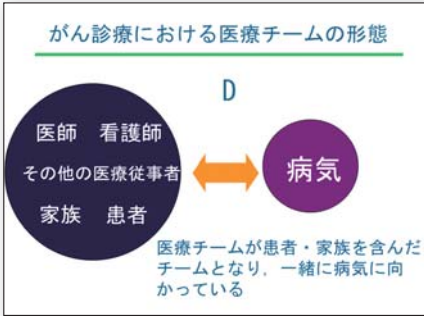 がん診療における医療チームの形態
D
医師　看護師
その他の医療従事者
家族　患者
病気
医療チームが患者・家族を含んだ
チームとなり，一緒に病気に向
かっている